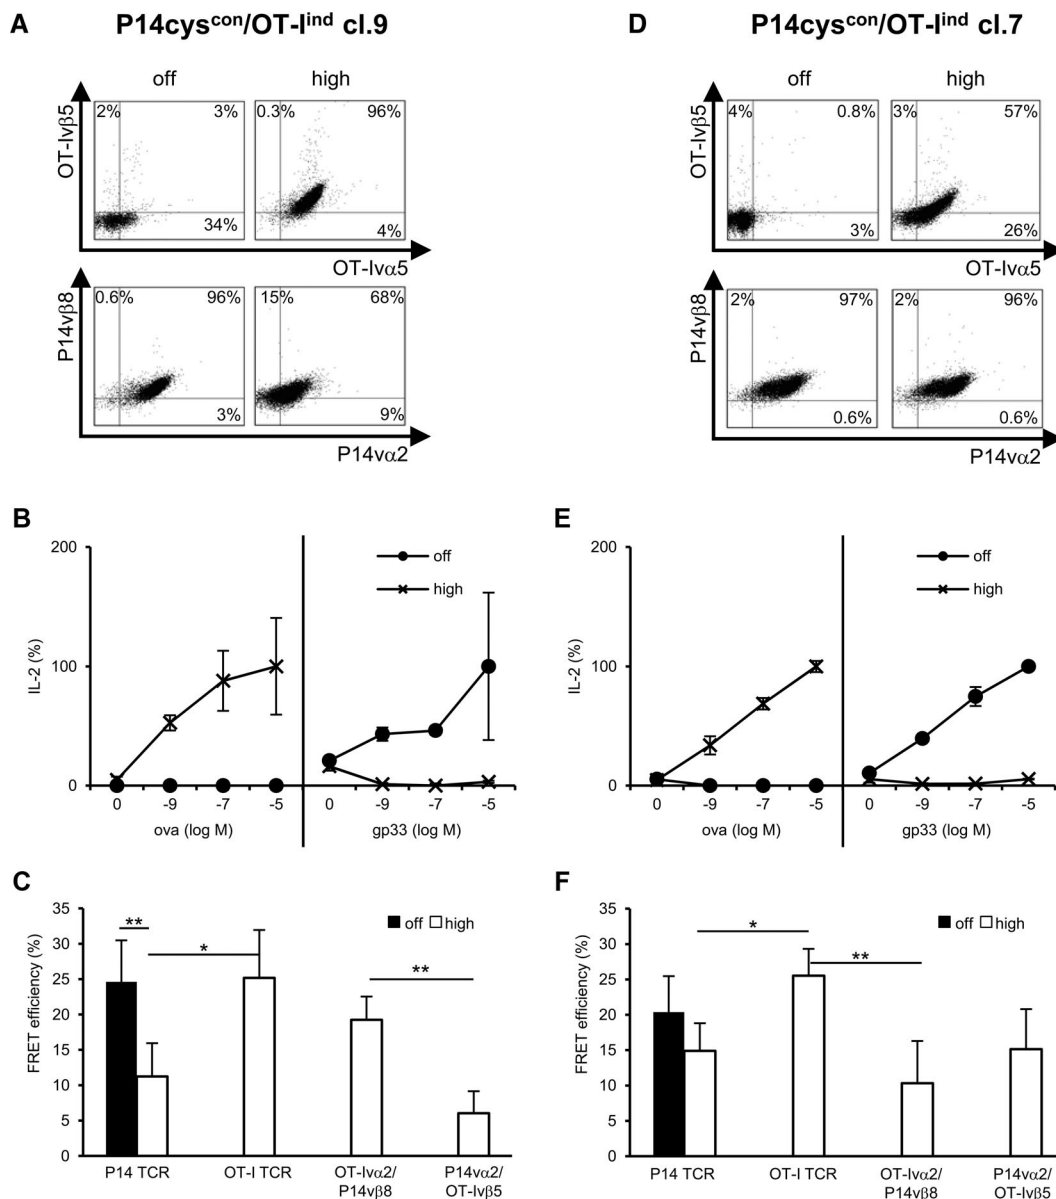 A P14cysᶜᵒⁿ/OT-Iⁱⁿᵈ cl.9
off high
OT-Ivβ5
2% 3%
34%
0.3% 96%
4%
OT-Ivα5
P14vβ8
0.6% 96%
3%
15% 68%
9%
P14vα2
D P14cysᶜᵒⁿ/OT-Iⁱⁿᵈ cl.7
off high
OT-Ivβ5
4% 0.8%
3%
3% 57%
26%
OT-Ivα5
P14vβ8
2% 97%
0.6%
2% 96%
0.6%
P14vα2
B
IL-2 (%)
200
100
0
off
high
0 -9 -7 -5 0 -9 -7 -5
ova (log M) gp33 (log M)
E
IL-2 (%)
200
100
0
off
high
0 -9 -7 -5 0 -9 -7 -5
ova (log M) gp33 (log M)
C
FRET efficiency (%)
35
30
25
20
15
10
5
0
off high
** * **
P14 TCR OT-I TCR OT-Ivα2/ P14vα2/
P14vβ8 OT-Ivβ5
F
FRET efficiency (%)
35
30
25
20
15
10
5
0
off high
* **
P14 TCR OT-I TCR OT-Ivα2/ P14vα2/
P14vβ8 OT-Ivβ5